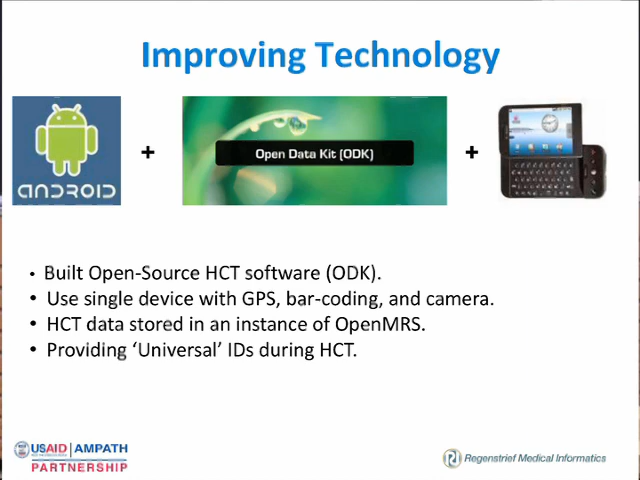 Improving Technology
ANDROID
+
Open Data Kit (ODK)
+
• Built Open-Source HCT software (ODK).
• Use single device with GPS, bar-coding, and camera.
• HCT data stored in an instance of OpenMRS.
• Providing ‘Universal’ IDs during HCT.
USAID | AMPATH
PARTNERSHIP
Regenstrief Medical Informatics